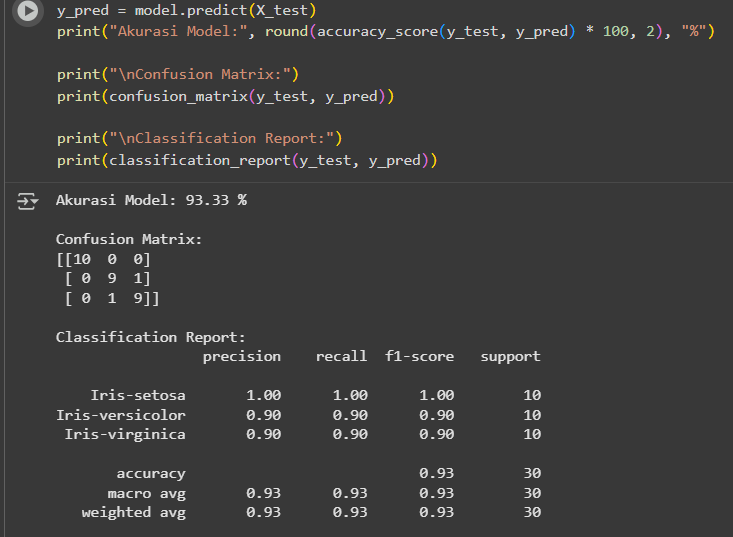 y_pred = model.predict(X_test)
print("Akurasi Model:", round(accuracy_score(y_test, y_pred) * 100, 2), "%")
print("\nConfusion Matrix:")
print(confusion_matrix(y_test, y_pred))
print("\nClassification Report:")
print(classification_report(y_test, y_pred))
Akurasi Model: 93.33 %
Confusion Matrix:
[[10  0  0]
 [ 0  9  1]
 [ 0  1  9]]
Classification Report:
                 precision    recall  f1-score   support
    Iris-setosa       1.00      1.00      1.00        10
Iris-versicolor       0.90      0.90      0.90        10
 Iris-virginica       0.90      0.90      0.90        10
       accuracy                           0.93        30
      macro avg       0.93      0.93      0.93        30
   weighted avg       0.93      0.93      0.93        30